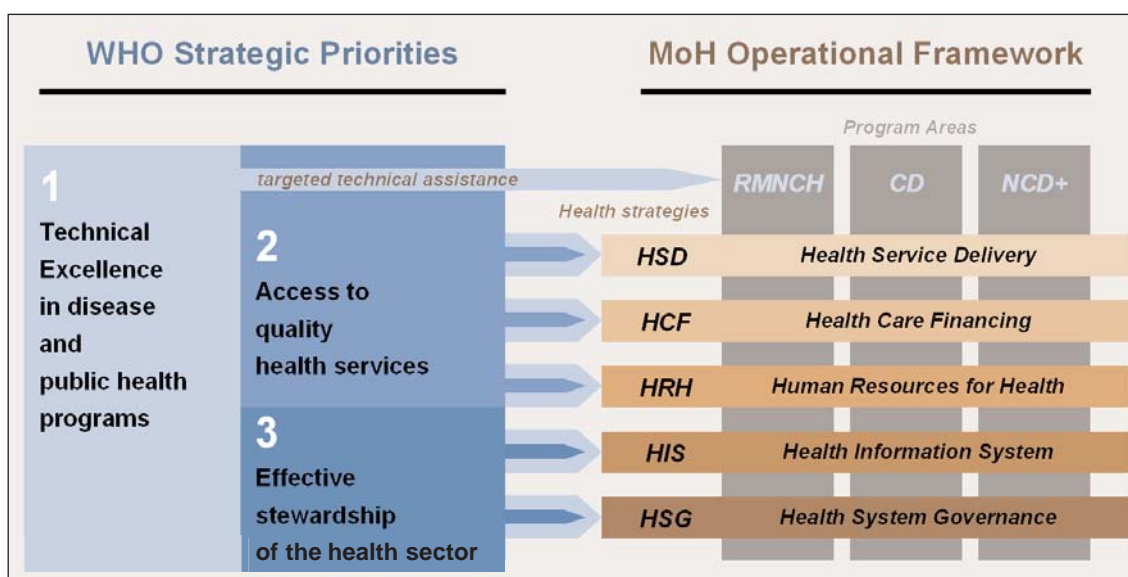 WHO Strategic Priorities
MoH Operational Framework
Program Areas
1
Technical
Excellence
in disease
and
public health
programs
targeted technical assistance
RMNCH
CD
NCD+
Health strategies
2
Access to
quality
health services
3
Effective
stewardship
of the health sector
HSD
Health Service Delivery
HCF
Health Care Financing
HRH
Human Resources for Health
HIS
Health Information System
HSG
Health System Governance